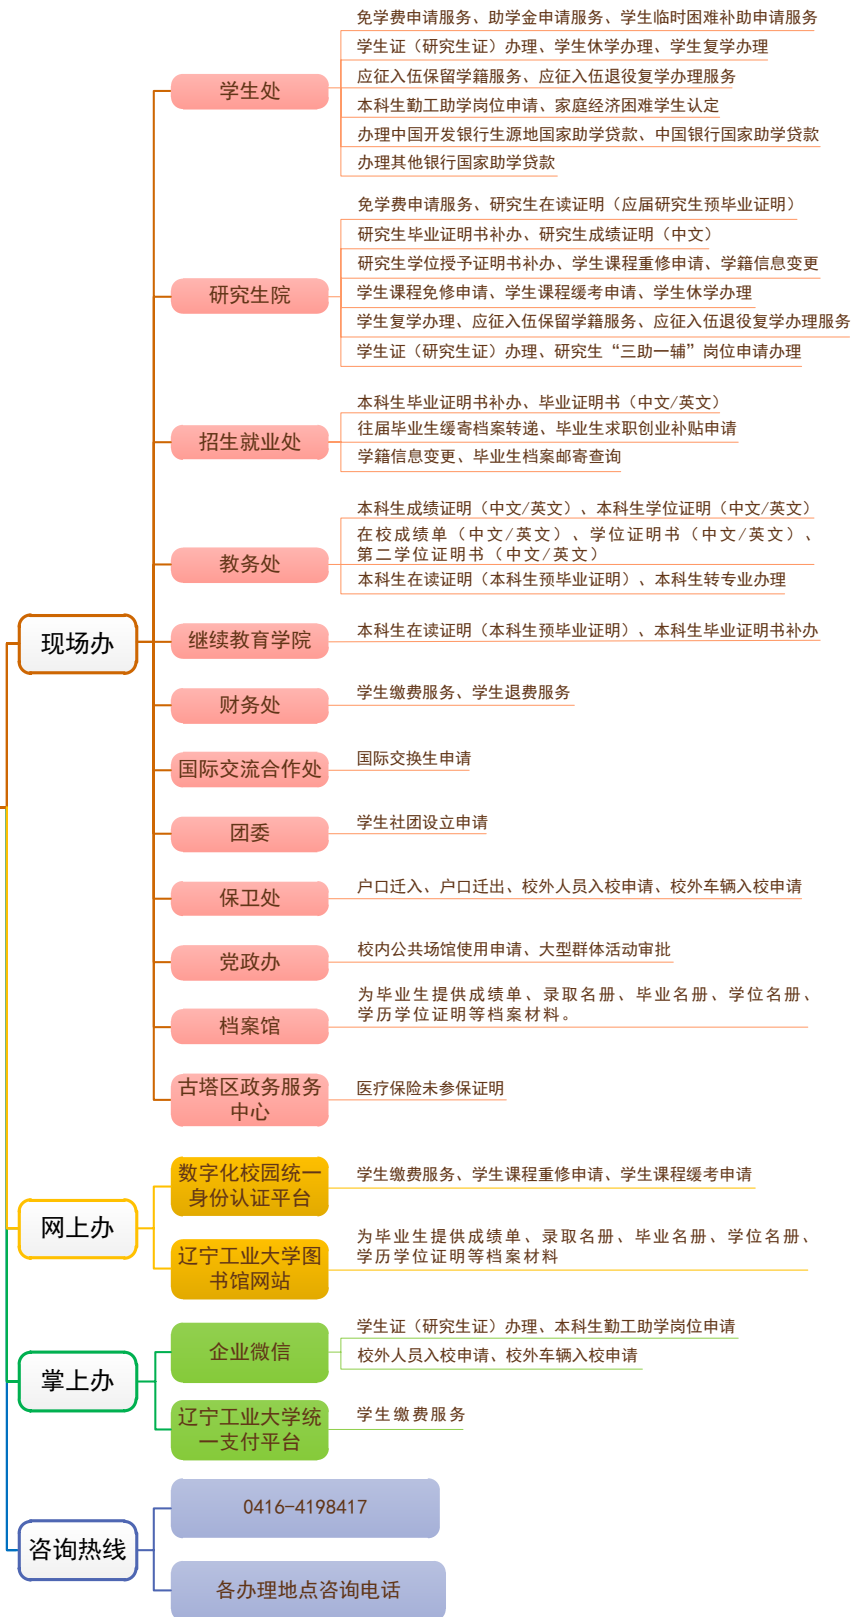 现场办
学生处
免学费申请服务、助学金申请服务、学生临时困难补助申请服务
学生证（研究生证）办理、学生休学办理、学生复学办理
应征入伍保留学籍服务、应征入伍退役复学办理服务
本科生勤工助学岗位申请、家庭经济困难学生认定
办理中国开发银行生源地国家助学贷款、中国银行国家助学贷款
办理其他银行国家助学贷款
研究生院
免学费申请服务、研究生在读证明（应届研究生预毕业证明）
研究生毕业证明书补办、研究生成绩证明（中文）
研究生学位授予证明书补办、学生课程重修申请、学籍信息变更
学生课程免修申请、学生课程缓考申请、学生休学办理
学生复学办理、应征入伍保留学籍服务、应征入伍退役复学办理服务
学生证（研究生证）办理、研究生“三助一辅”岗位申请办理
招生就业处
本科生毕业证明书补办、毕业证明书（中文/英文）
往届毕业生缓寄档案转递、毕业生求职创业补贴申请
学籍信息变更、毕业生档案邮寄查询
教务处
本科生成绩证明（中文/英文）、本科生学位证明（中文/英文）
在校成绩单（中文/英文）、学位证明书（中文/英文）、
第二学位证明书（中文/英文）
本科生在读证明（本科生预毕业证明）、本科生转专业办理
继续教育学院
本科生在读证明（本科生预毕业证明）、本科生毕业证明书补办
财务处
学生缴费服务、学生退费服务
国际交流合作处
国际交换生申请
团委
学生社团设立申请
保卫处
户口迁入、户口迁出、校外人员入校申请、校外车辆入校申请
党政办
校内公共场馆使用申请、大型群体活动审批
档案馆
为毕业生提供成绩单、录取名册、毕业名册、学位名册、
学历学位证明等档案材料。
古塔区政务服务
中心
医疗保险未参保证明
网上办
数字化校园统一
身份认证平台
学生缴费服务、学生课程重修申请、学生课程缓考申请
辽宁工业大学图
书馆网站
为毕业生提供成绩单、录取名册、毕业名册、学位名册、
学历学位证明等档案材料
掌上办
企业微信
学生证（研究生证）办理、本科生勤工助学岗位申请
校外人员入校申请、校外车辆入校申请
辽宁工业大学统
一支付平台
学生缴费服务
咨询热线
0416-4198417
各办理地点咨询电话